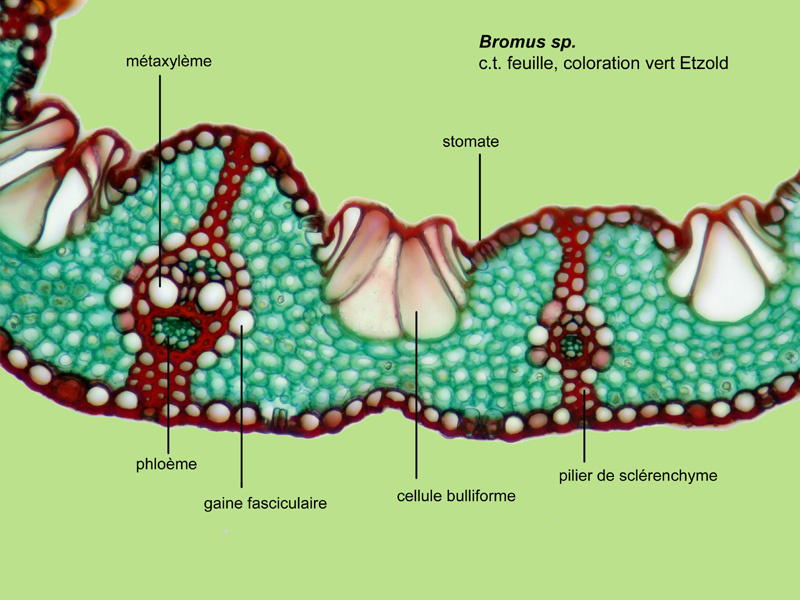 Bromus sp.
c.t. feuille, coloration vert Etzold
métaxylème
stomate
phloème
gaine fasciculaire
cellule bulliforme
pilier de sclérenchyme